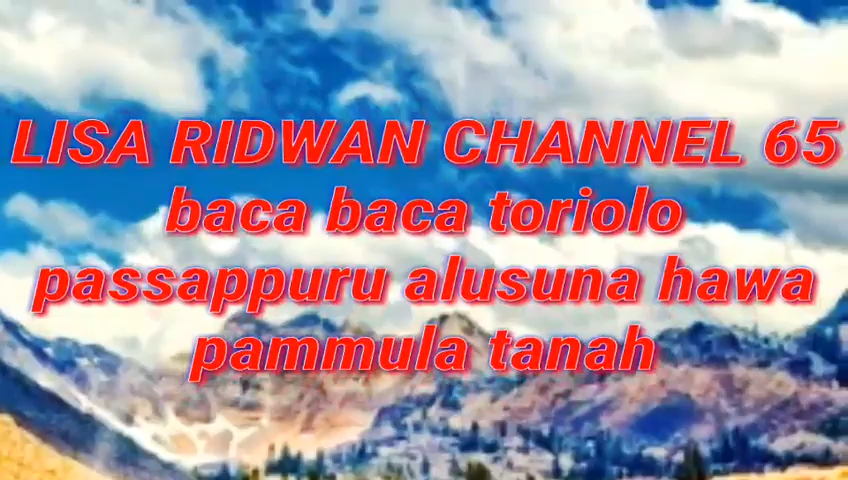 LISA RIDWAN CHANNEL 65
baca baca toriolo
passappuru alusuna hawa
pammula tanah